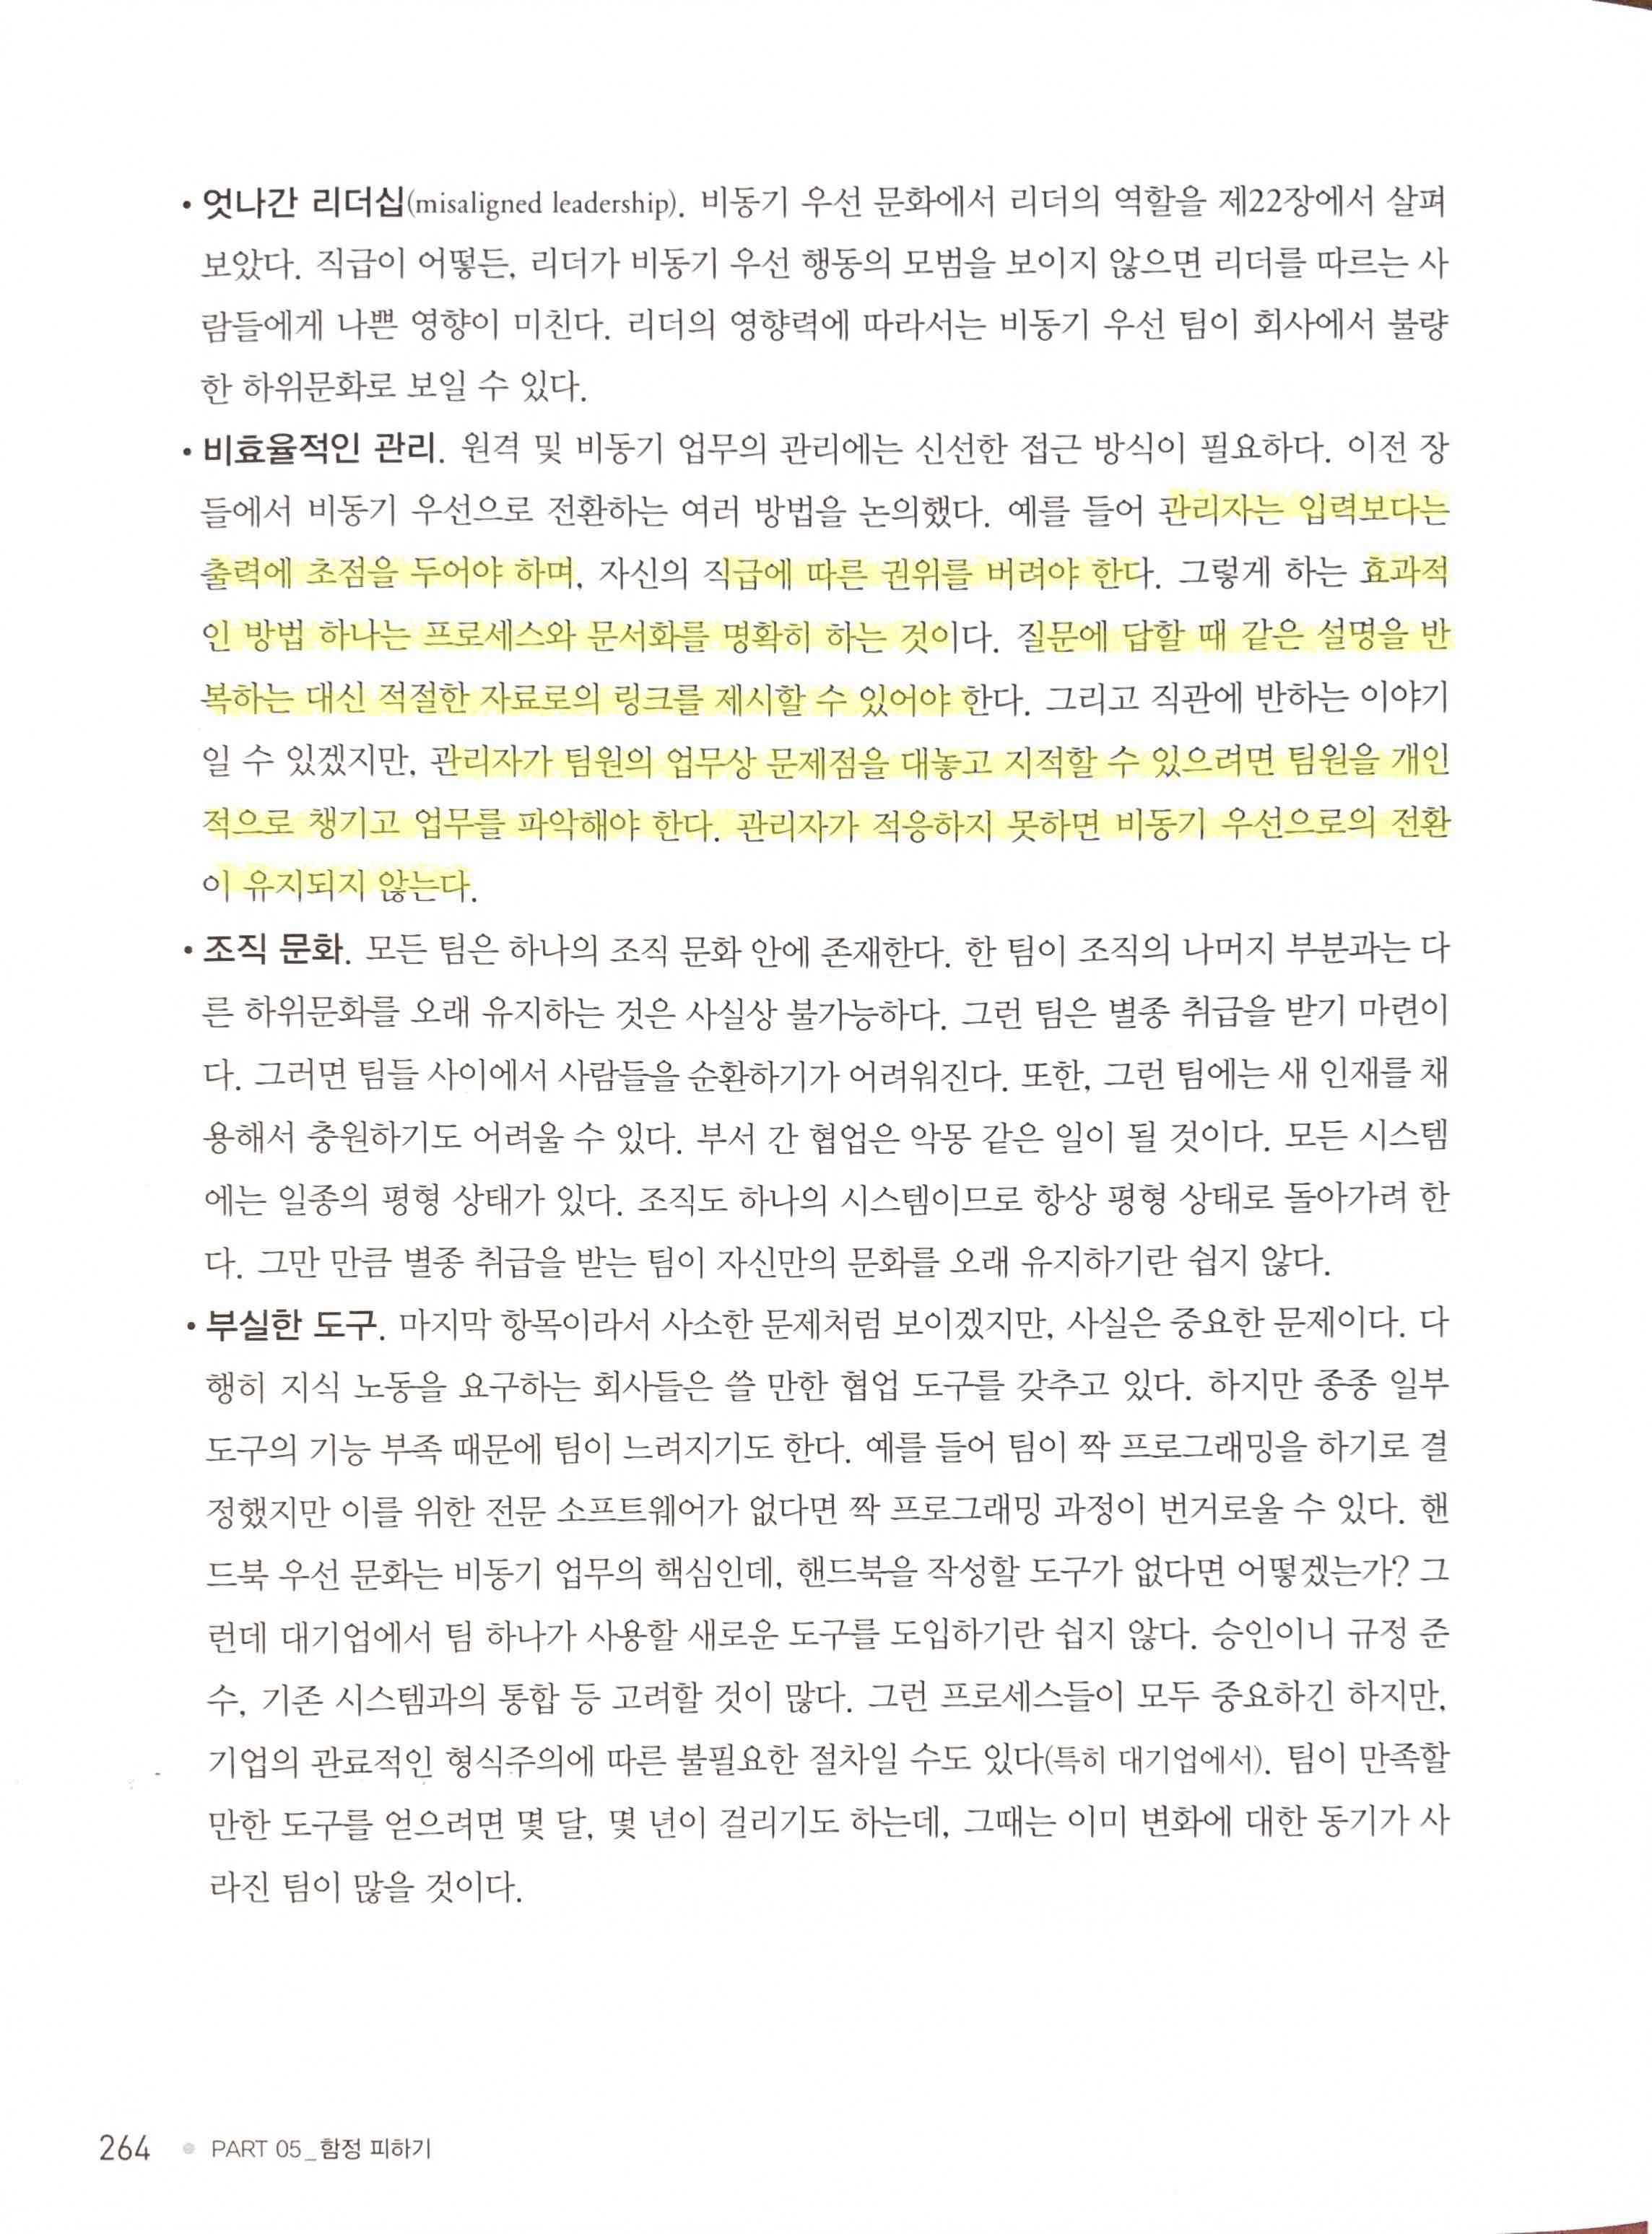 • 엇나간 리더십(misaligned leadership). 비동기 우선 문화에서 리더의 역할을 제22장에서 살펴
보았다. 직급이 어떻든, 리더가 비동기 우선 행동의 모범을 보이지 않으면 리더를 따르는 사
람들에게 나쁜 영향이 미친다. 리더의 영향력에 따라서는 비동기 우선 팀이 회사에서 불량
한 하위문화로 보일 수 있다.
• 비효율적인 관리. 원격 및 비동기 업무의 관리에는 신선한 접근 방식이 필요하다. 이전 장
들에서 비동기 우선으로 전환하는 여러 방법을 논의했다. 예를 들어 관리자는 입력보다는
출력에 초점을 두어야 하며, 자신의 직급에 따른 권위를 버려야 한다. 그렇게 하는 효과적
인 방법 하나는 프로세스와 문서화를 명확히 하는 것이다. 질문에 답할 때 같은 설명을 반
복하는 대신 적절한 자료로의 링크를 제시할 수 있어야 한다. 그리고 직관에 반하는 이야기
일 수 있겠지만, 관리자가 팀원의 업무상 문제점을 대놓고 지적할 수 있으려면 팀원을 개인
적으로 챙기고 업무를 파악해야 한다. 관리자가 적응하지 못하면 비동기 우선으로의 전환
이 유지되지 않는다.
• 조직 문화. 모든 팀은 하나의 조직 문화 안에 존재한다. 한 팀이 조직의 나머지 부분과는 다
른 하위문화를 오래 유지하는 것은 사실상 불가능하다. 그런 팀은 별종 취급을 받기 마련이
다. 그러면 팀들 사이에서 사람들을 순환하기가 어려워진다. 또한, 그런 팀에는 새 인재를 채
용해서 충원하기도 어려울 수 있다. 부서 간 협업은 악몽 같은 일이 될 것이다. 모든 시스템
에는 일종의 평형 상태가 있다. 조직도 하나의 시스템이므로 항상 평형 상태로 돌아가려 한
다. 그만 만큼 별종 취급을 받는 팀이 자신만의 문화를 오래 유지하기란 쉽지 않다.
• 부실한 도구. 마지막 항목이라서 사소한 문제처럼 보이겠지만, 사실은 중요한 문제이다. 다
행히 지식 노동을 요구하는 회사들은 쓸 만한 협업 도구를 갖추고 있다. 하지만 종종 일부
도구의 기능 부족 때문에 팀이 느려지기도 한다. 예를 들어 팀이 짝 프로그래밍을 하기로 결
정했지만 이를 위한 전문 소프트웨어가 없다면 짝 프로그래밍 과정이 번거로울 수 있다. 핸
드북 우선 문화는 비동기 업무의 핵심인데, 핸드북을 작성할 도구가 없다면 어떻겠는가? 그
런데 대기업에서 팀 하나가 사용할 새로운 도구를 도입하기란 쉽지 않다. 승인이니 규정 준
수, 기존 시스템과의 통합 등 고려할 것이 많다. 그런 프로세스들이 모두 중요하긴 하지만,
기업의 관료적인 형식주의에 따른 불필요한 절차일 수도 있다(특히 대기업에서). 팀이 만족할
만한 도구를 얻으려면 몇 달, 몇 년이 걸리기도 하는데, 그때는 이미 변화에 대한 동기가 사
라진 팀이 많을 것이다.
264 ● PART 05_함정 피하기